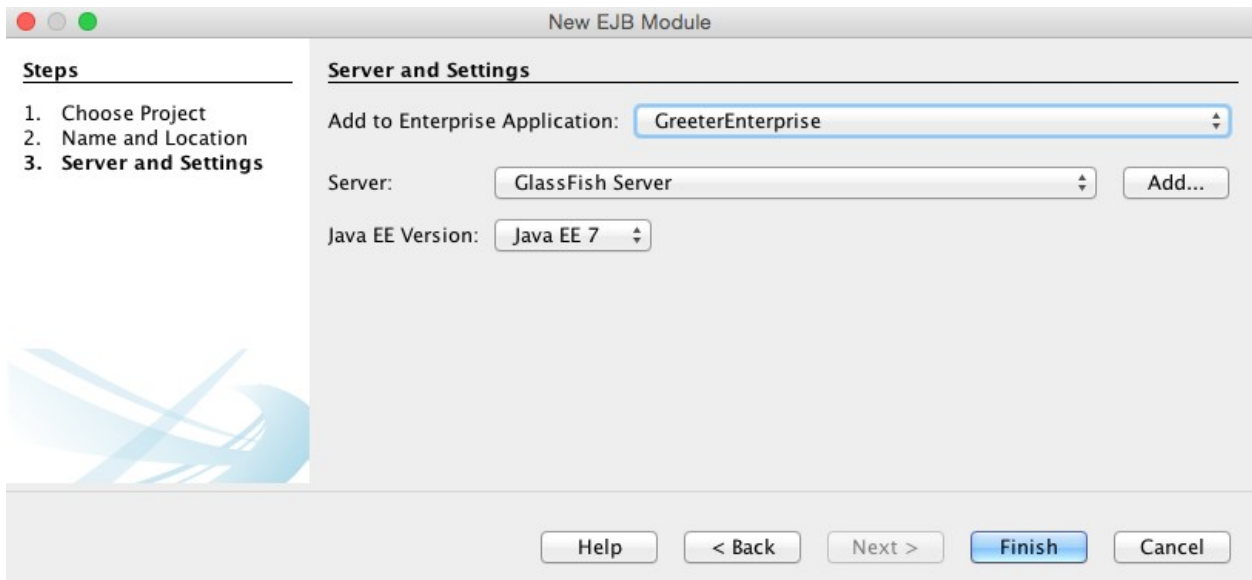 New EJB Module
Steps
1. Choose Project
2. Name and Location
3. Server and Settings
Server and Settings
Add to Enterprise Application: GreeterEnterprise
Server: GlassFish Server Add...
Java EE Version: Java EE 7
Help < Back Next > Finish Cancel